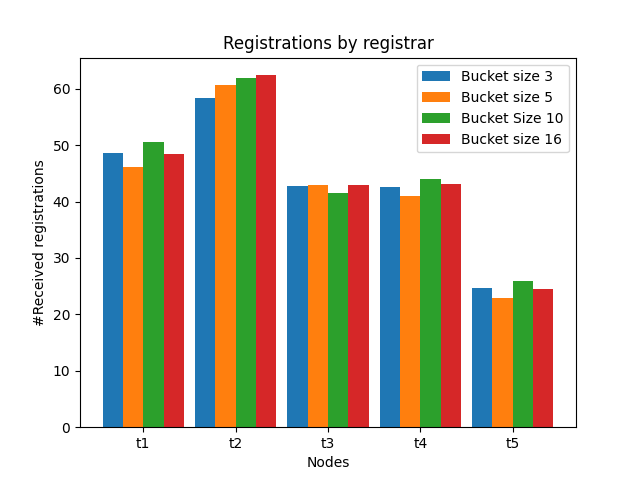 Registrations by registrar
Bucket size 3
Bucket size 5
Bucket Size 10
Bucket size 16
#Received registrations
60
50
40
30
20
10
0
t1 t2 t3 t4 t5
Nodes